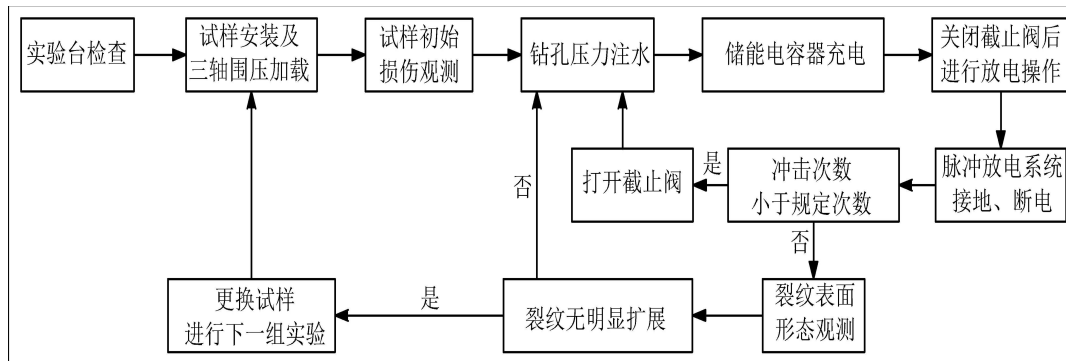 实验台检查
试样安装及
三轴围压加载
试样初始
损伤观测
钻孔压力注水
储能电容器充电
关闭截止阀后
进行放电操作
脉冲放电系统
接地、断电
冲击次数
小于规定次数
是
打开截止阀
否
否
裂纹表面
形态观测
裂纹无明显扩展
是
更换试样
进行下一组实验